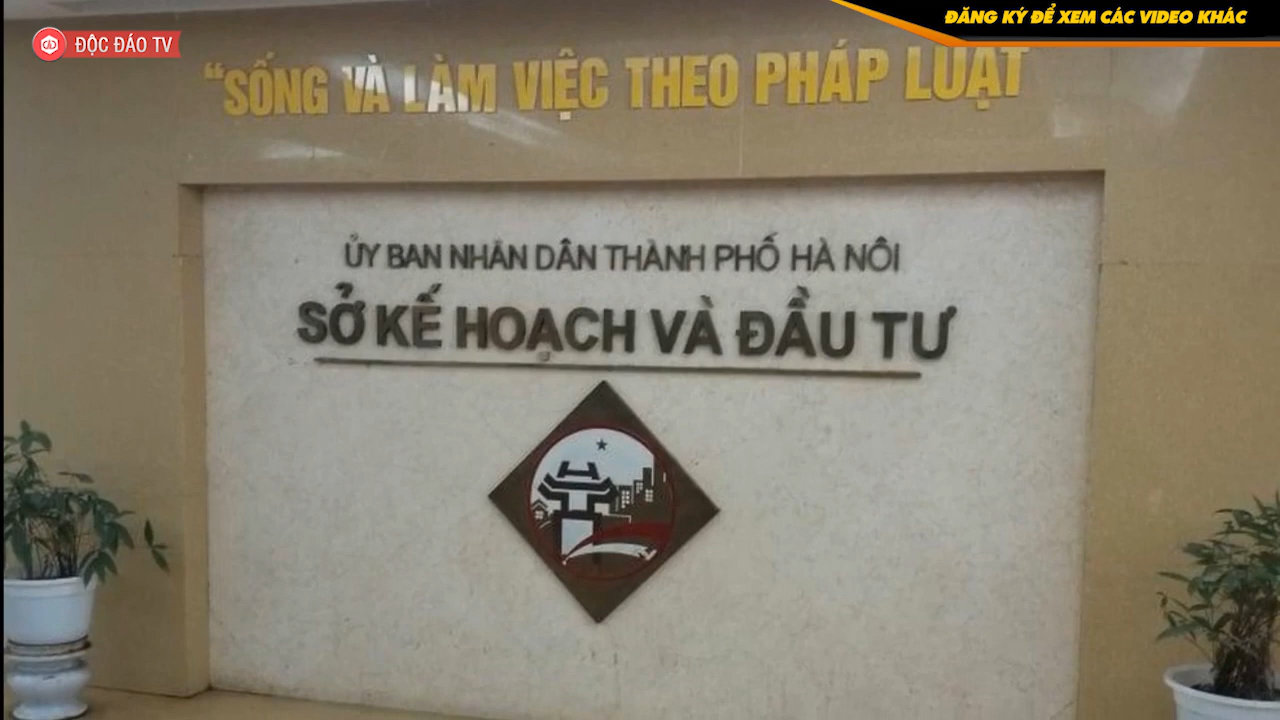 ĐĂNG KÝ ĐỂ XEM CÁC VIDEO KHÁC
ĐỘC ĐÁO TV
“SỐNG VÀ LÀM VIỆC THEO PHÁP LUẬT
ỦY BAN NHÂN DÂN THÀNH PHỐ HÀ NÔI
SỞ KẾ HOẠCH VÀ ĐẦU TƯ